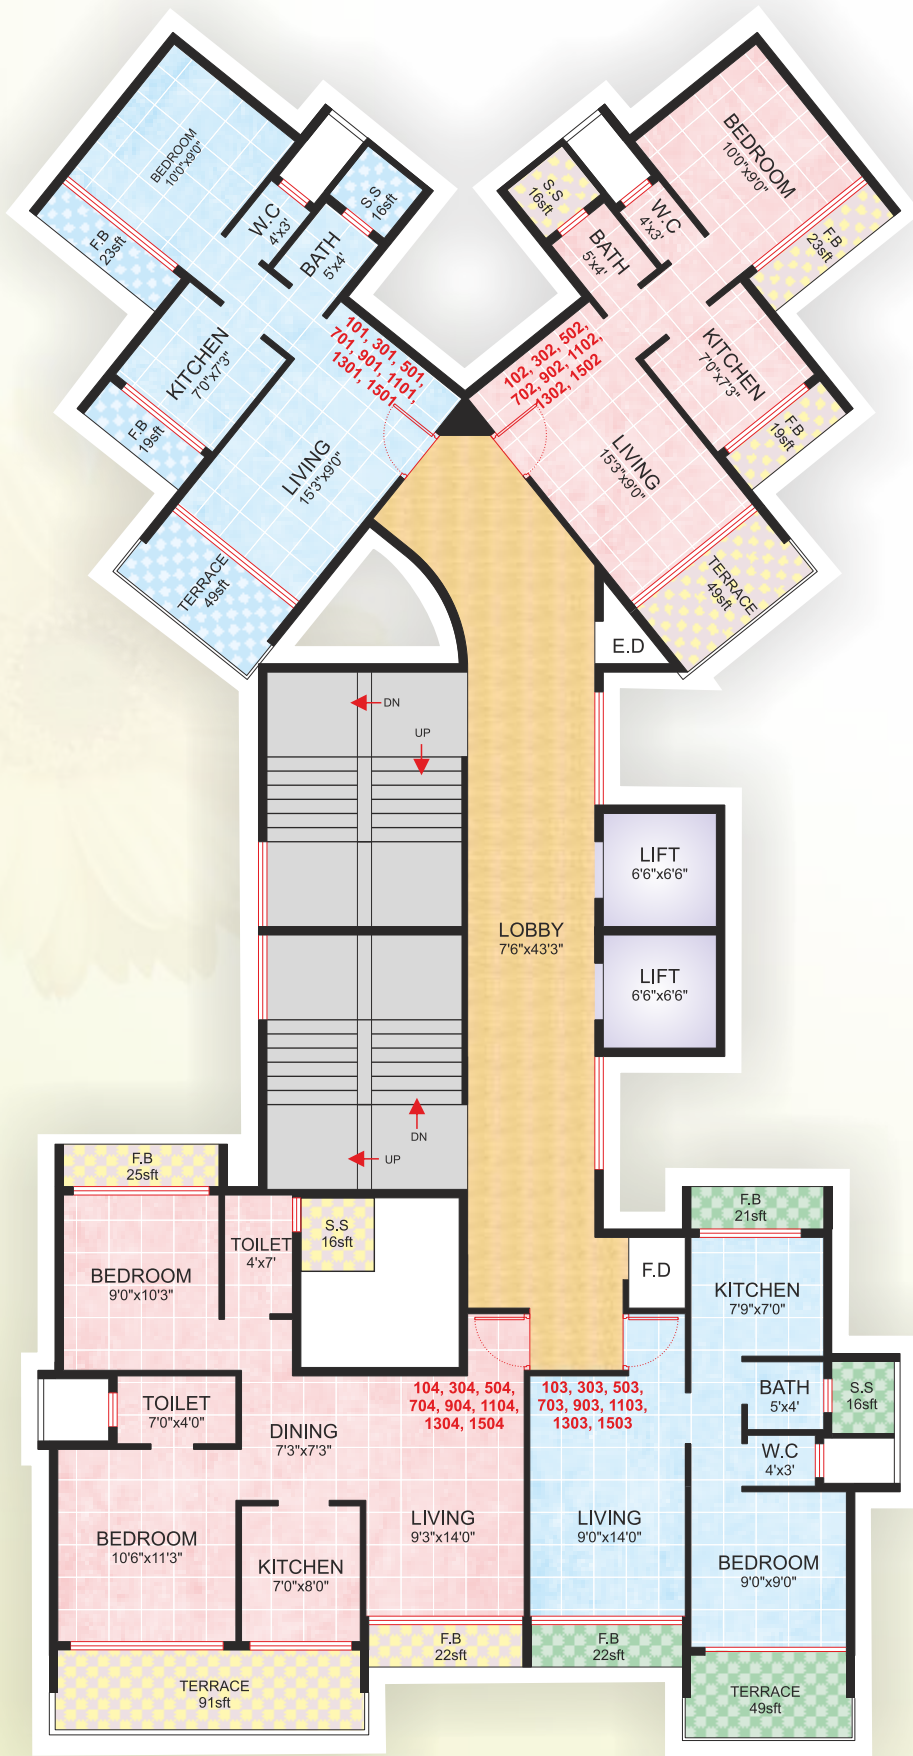 BEDROOM
10'0"x9'0"
F.B
23sft
W.C
4'x3'
S.S
16sft
BATH
5'x4'
KITCHEN
7'0"x7'3"
F.B
19sft
LIVING
15'3"x9'0"
TERRACE
49sft
101, 301, 501,
701, 901, 1101,
1301, 1501
BEDROOM
10'0"x9'0"
F.B
23sft
W.C
4'x3'
S.S
16sft
BATH
5'x4'
KITCHEN
7'0"x7'3"
F.B
19sft
LIVING
15'3"x9'0"
TERRACE
49sft
102, 302, 502,
702, 902, 1102,
1302, 1502
E.D
DN
UP
LIFT
6'6"x6'6"
LOBBY
7'6"x43'3"
LIFT
6'6"x6'6"
DN
UP
F.B
25sft
S.S
16sft
TOILET
4'x7'
BEDROOM
9'0"x10'3"
TOILET
7'0"x4'0"
DINING
7'3"x7'3"
104, 304, 504,
704, 904, 1104,
1304, 1504
LIVING
9'3"x14'0"
BEDROOM
10'6"x11'3"
KITCHEN
7'0"x8'0"
F.B
22sft
TERRACE
91sft
F.B
21sft
F.D
KITCHEN
7'9"x7'0"
103, 303, 503,
703, 903, 1103,
1303, 1503
BATH
5'x4'
S.S
16sft
W.C
4'x3'
LIVING
9'0"x14'0"
BEDROOM
9'0"x9'0"
F.B
22sft
TERRACE
49sft